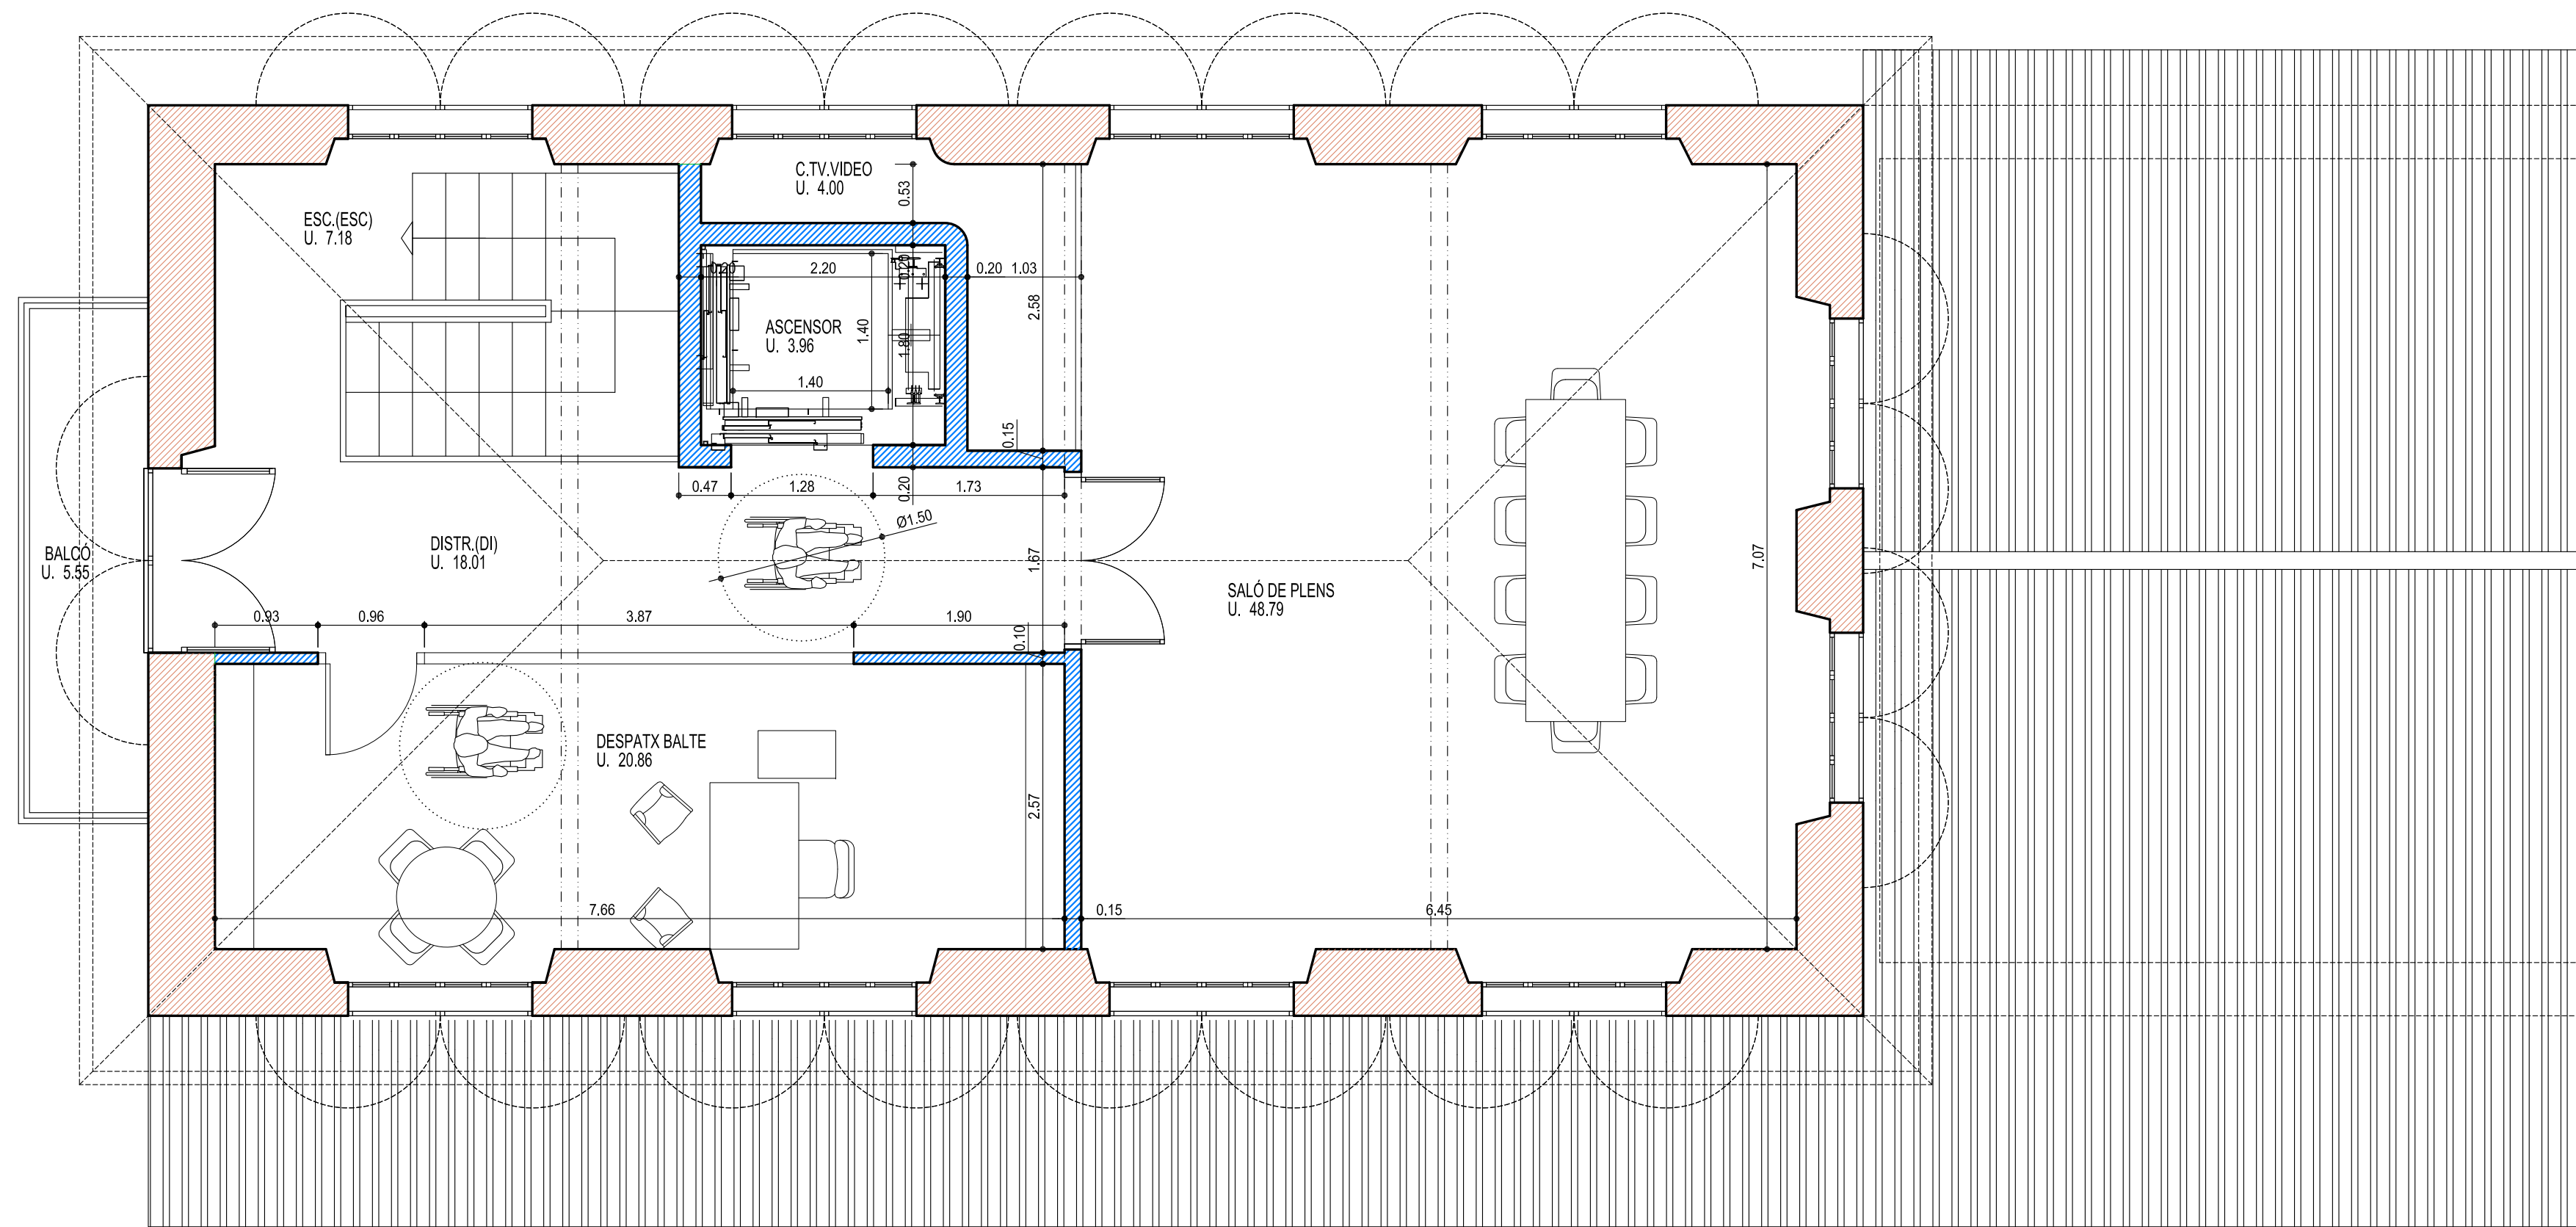 C.TV.VIDEO
U. 4.00
0.53
ESC.(ESC)
U. 7.18
0.20
2.20
0.20
0.20
1.03
2.58
ASCENSOR
U. 3.96
1.40
1.80
1.40
0.15
0.47
1.28
0.20
1.73
Ø1.50
DISTR.(DI)
U. 18.01
BALCÓ
U. 5.55
1.67
7.07
SALÓ DE PLENS
U. 48.79
0.93
0.96
3.87
1.90
0.10
DESPATX BALTE
U. 20.86
2.57
7.66
0.15
6.45